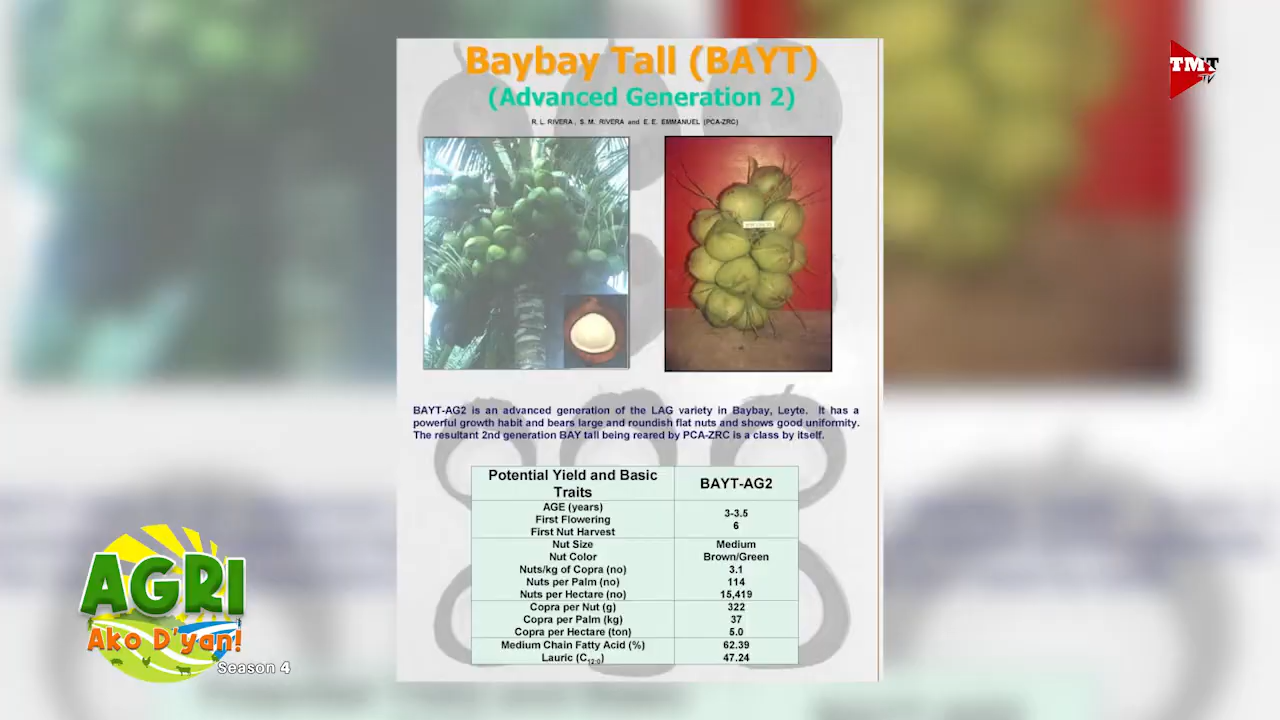 Baybay Tall (BAYT)
(Advanced Generation 2)
R. L. RIVERA , S. M. RIVERA and E. E. EMMANUEL (PCA-ZRC)
BAYT-AG2 is an advanced generation of the LAG variety in Baybay, Leyte. It has a
powerful growth habit and bears large and roundish flat nuts and shows good uniformity.
The resultant 2nd generation BAY tall being reared by PCA-ZRC is a class by itself.
Potential Yield and Basic
Traits
BAYT-AG2
AGE (years)
First Flowering
3-3.5
First Nut Harvest
6
Nut Size Medium
Nut Color Brown/Green
Nuts/kg of Copra (no) 3.1
Nuts per Palm (no) 114
Nuts per Hectare (no) 15,419
Copra per Nut (g) 322
Copra per Palm (kg) 37
Copra per Hectare (ton) 5.0
Medium Chain Fatty Acid (%) 62.39
Lauric (C12:0) 47.24
TMT
TV
AGRI
Ako D'yan!
Season 4